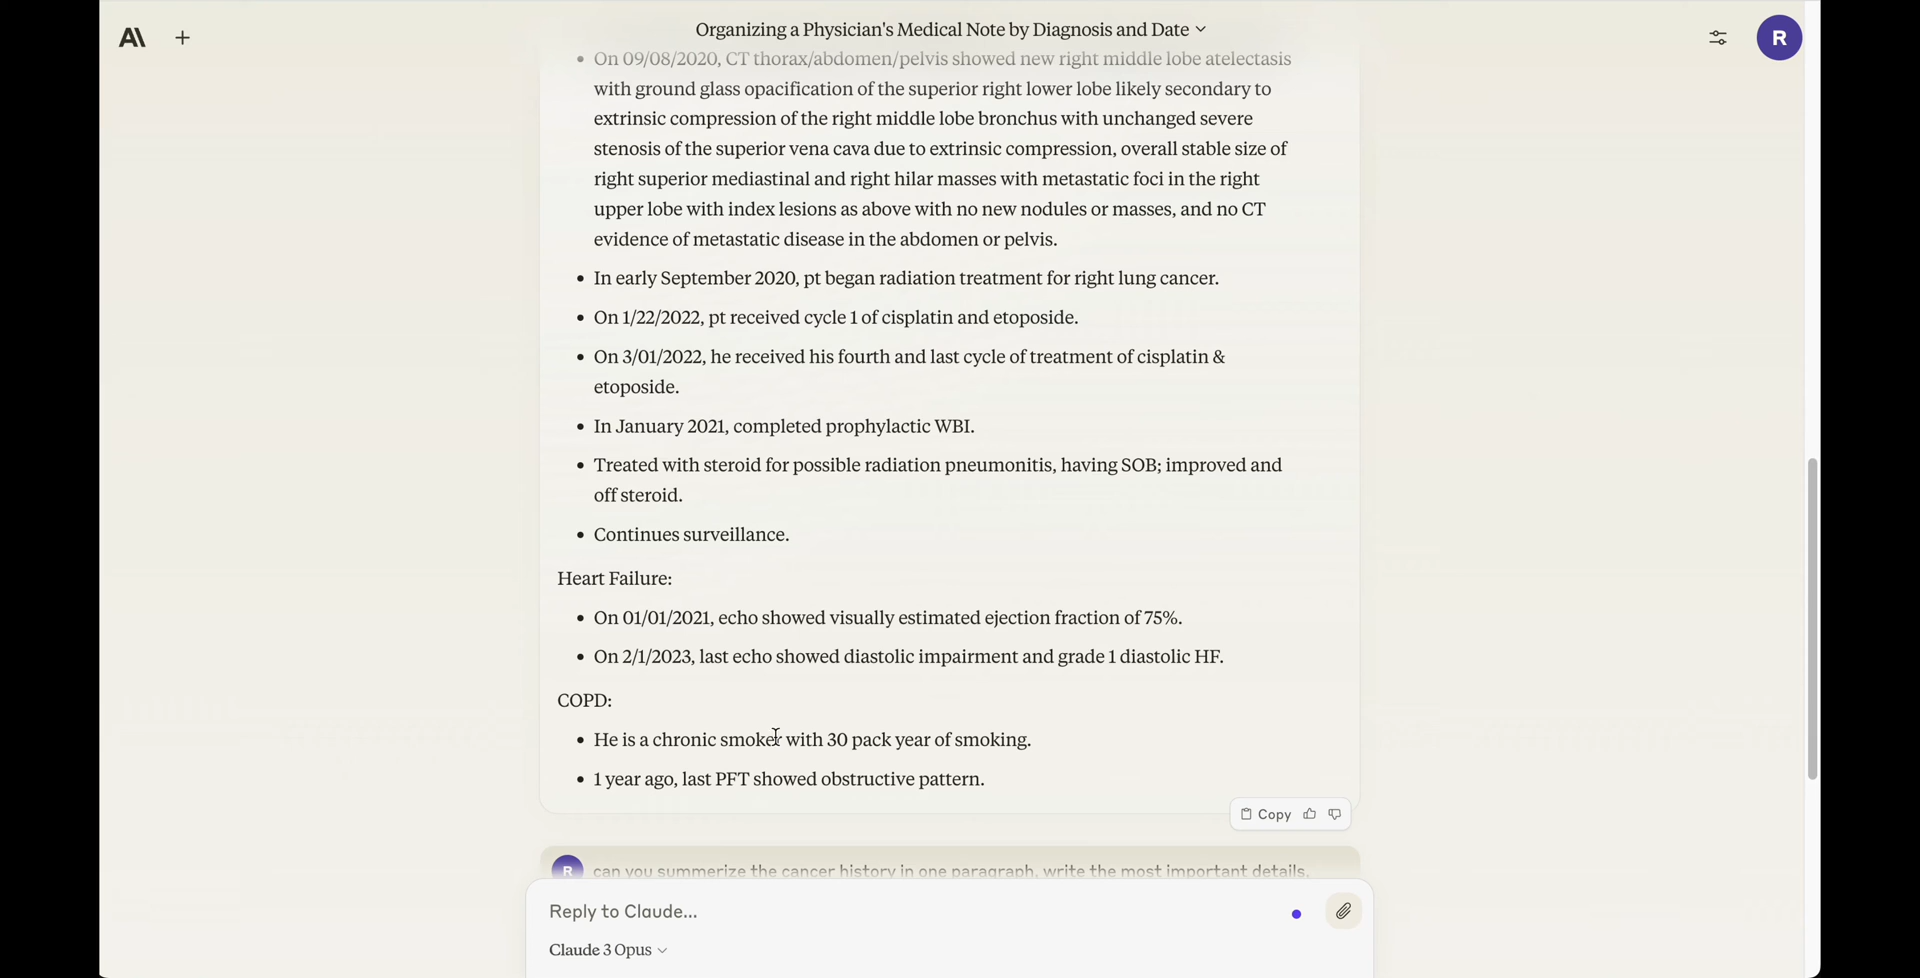 Organizing a Physician's Medical Note by Diagnosis and Date
R
• On 09/08/2020, CT thorax/abdomen/pelvis showed new right middle lobe atelectasis
with ground glass opacification of the superior right lower lobe likely secondary to
extrinsic compression of the right middle lobe bronchus with unchanged severe
stenosis of the superior vena cava due to extrinsic compression, overall stable size of
right superior mediastinal and right hilar masses with metastatic foci in the right
upper lobe with index lesions as above with no new nodules or masses, and no CT
evidence of metastatic disease in the abdomen or pelvis.
• In early September 2020, pt began radiation treatment for right lung cancer.
• On 1/22/2022, pt received cycle 1 of cisplatin and etoposide.
• On 3/01/2022, he received his fourth and last cycle of treatment of cisplatin &
etoposide.
• In January 2021, completed prophylactic WBI.
• Treated with steroid for possible radiation pneumonitis, having SOB; improved and
off steroid.
• Continues surveillance.
Heart Failure:
• On 01/01/2021, echo showed visually estimated ejection fraction of 75%.
• On 2/1/2023, last echo showed diastolic impairment and grade 1 diastolic HF.
COPD:
• He is a chronic smoker with 30 pack year of smoking.
• 1 year ago, last PFT showed obstructive pattern.
Copy
R can you summerize the cancer history in one paragraph, write the most important details.
Reply to Claude...
Claude 3 Opus